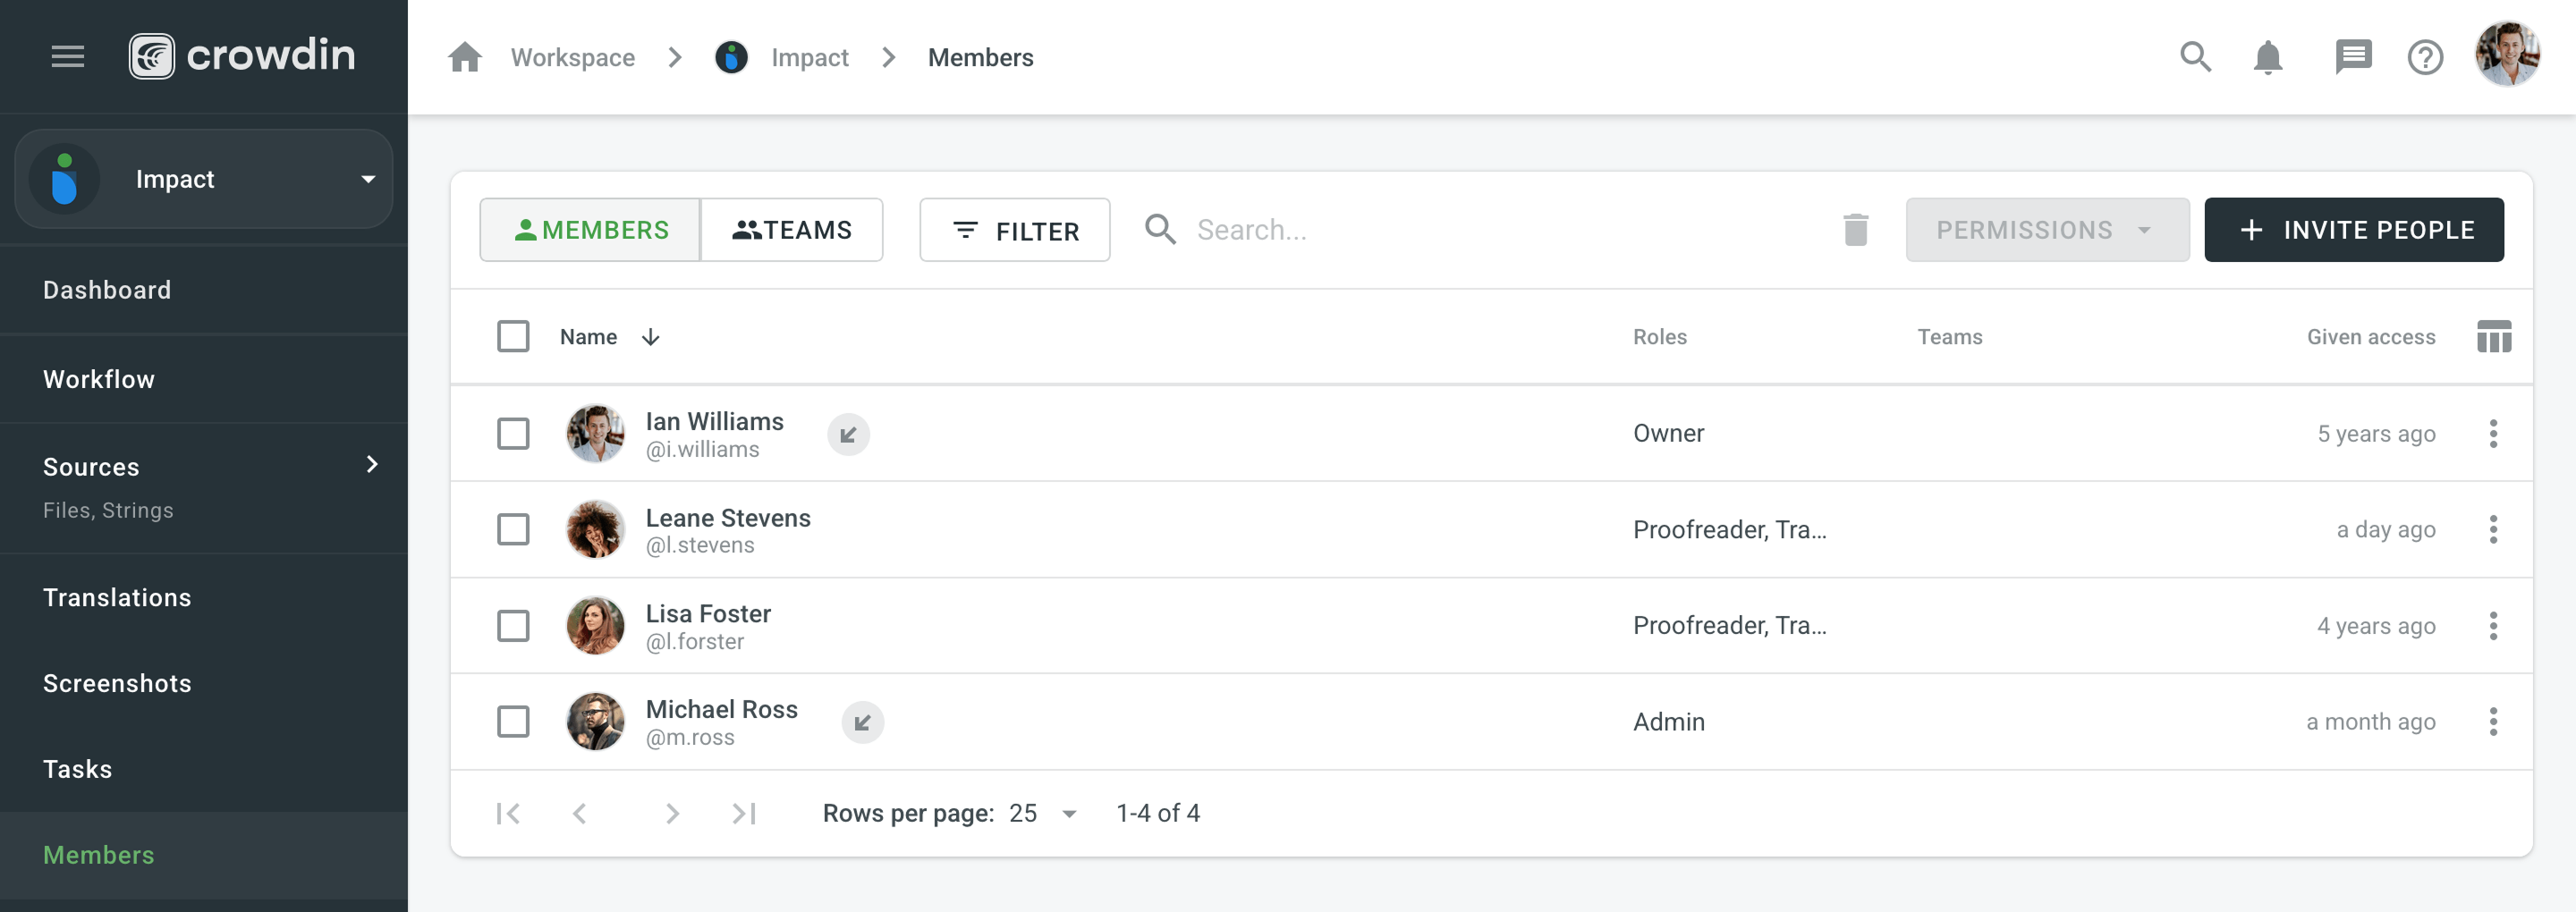 crowdin
Workspace Impact Members
Impact
MEMBERS TEAMS FILTER Search... PERMISSIONS INVITE PEOPLE
Dashboard
Workflow
Sources
Files, Strings
Translations
Screenshots
Tasks
Members
Name Roles Teams Given access
Ian Williams
@i.williams
Owner
5 years ago
Leane Stevens
@l.stevens
Proofreader, Tra...
a day ago
Lisa Foster
@l.forster
Proofreader, Tra...
4 years ago
Michael Ross
@m.ross
Admin
a month ago
Rows per page: 25 1-4 of 4